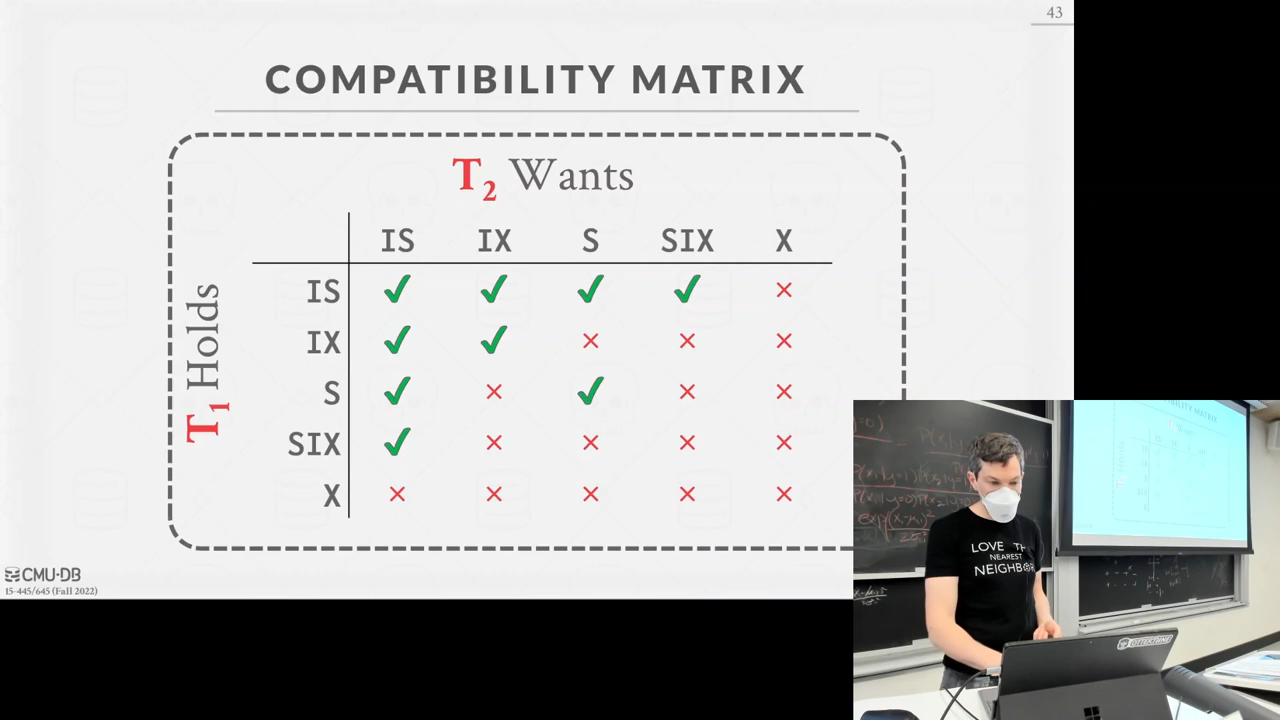 43
COMPATIBILITY MATRIX
T2 Wants
IS IX S SIX X
T1 Holds
IS ✓ ✓ ✓ ✓ ×
IX ✓ ✓ × × ×
S ✓ × ✓ × ×
SIX ✓ × × × ×
X × × × × ×
CMU·DB
15-445/645 (Fall 2022)
LOVE TH
NEAREST
NEIGHBOR